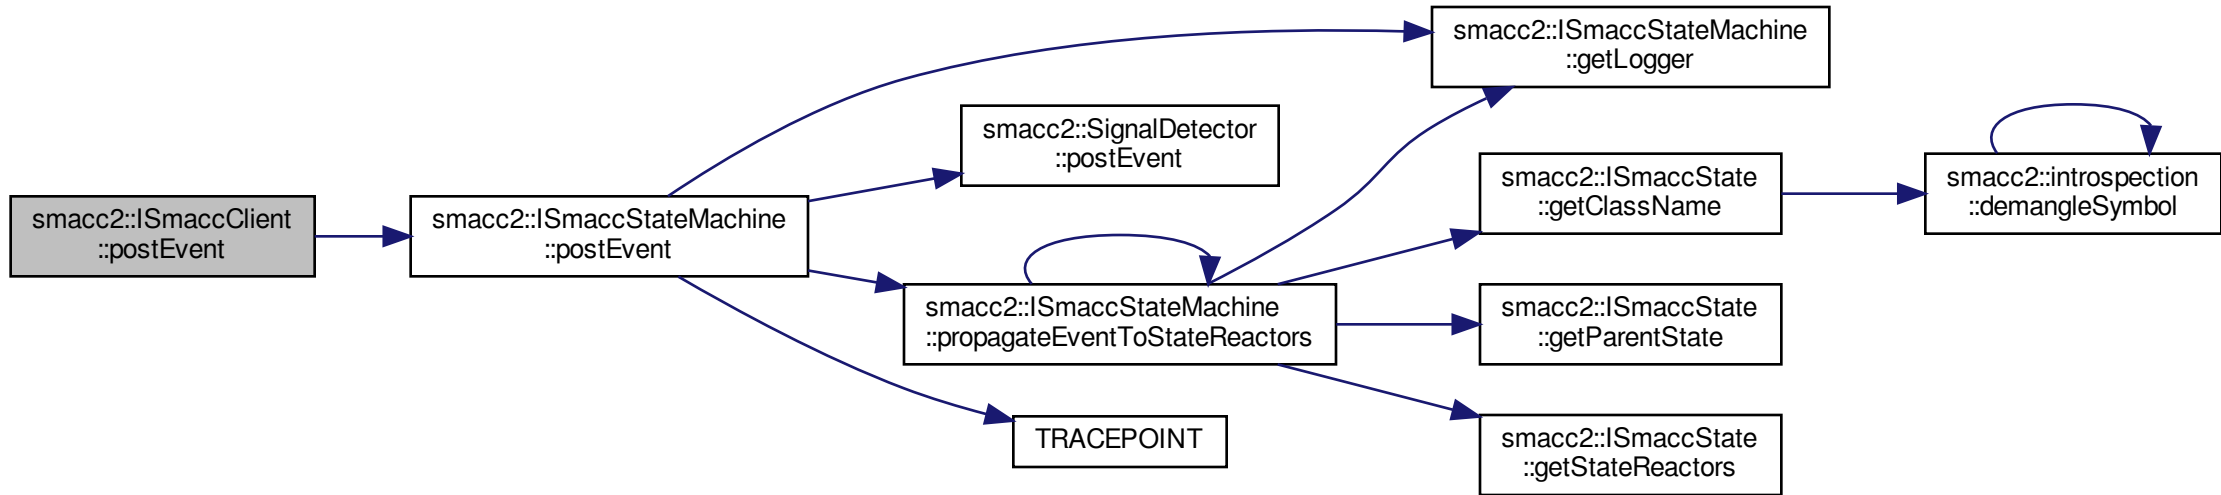 smacc2::ISmaccClient
::postEvent
smacc2::ISmaccStateMachine
::postEvent
smacc2::ISmaccStateMachine
::getLogger
smacc2::SignalDetector
::postEvent
smacc2::ISmaccStateMachine
::propagateEventToStateReactors
TRACEPOINT
smacc2::ISmaccState
::getClassName
smacc2::ISmaccState
::getParentState
smacc2::ISmaccState
::getStateReactors
smacc2::introspection
::demangleSymbol